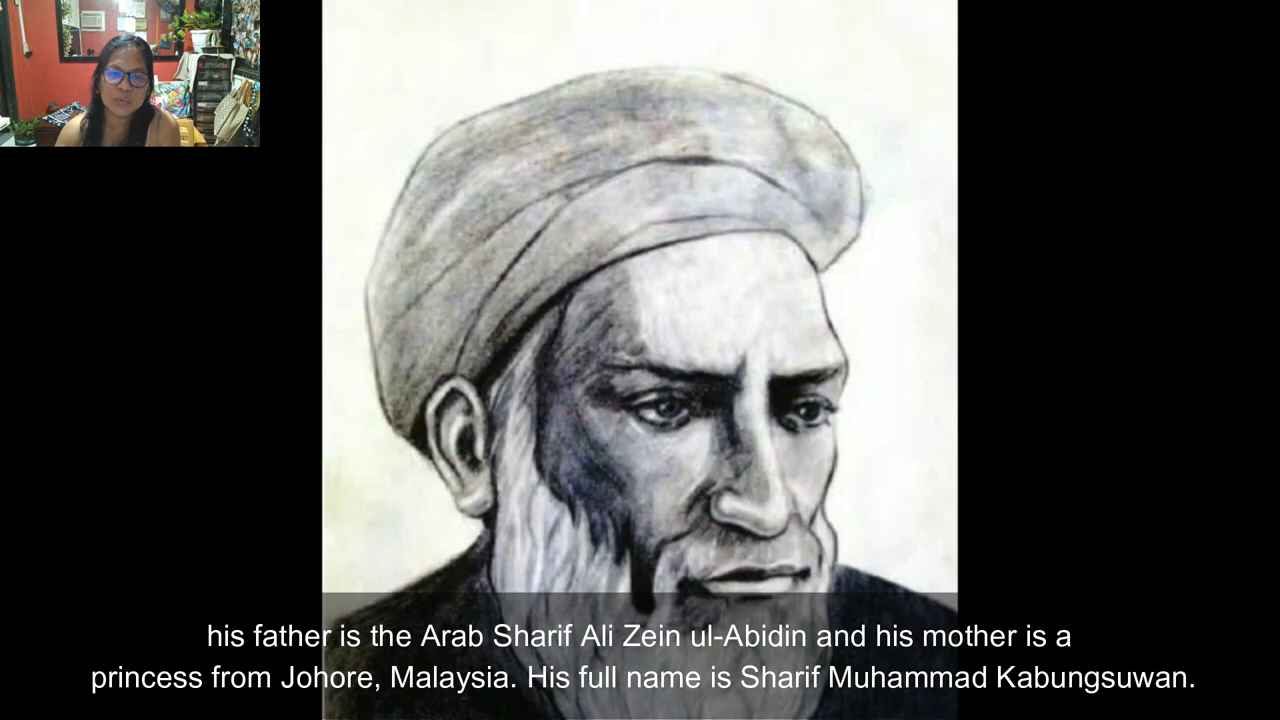 his father is the Arab Sharif Ali Zein ul-Abidin and his mother is a
princess from Johore, Malaysia. His full name is Sharif Muhammad Kabungsuwan.